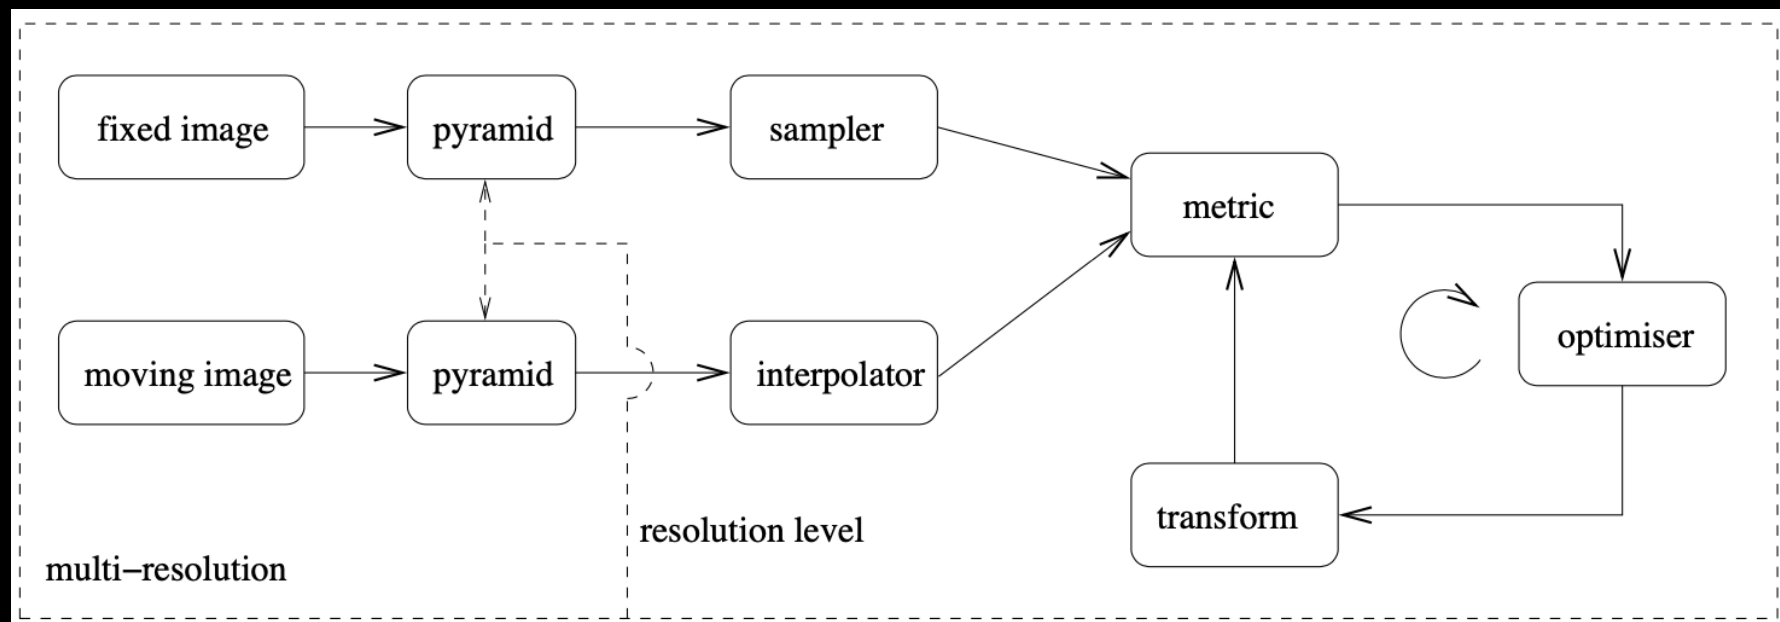 fixed image
pyramid
sampler
metric
moving image
pyramid
interpolator
optimiser
transform
resolution level
multi−resolution